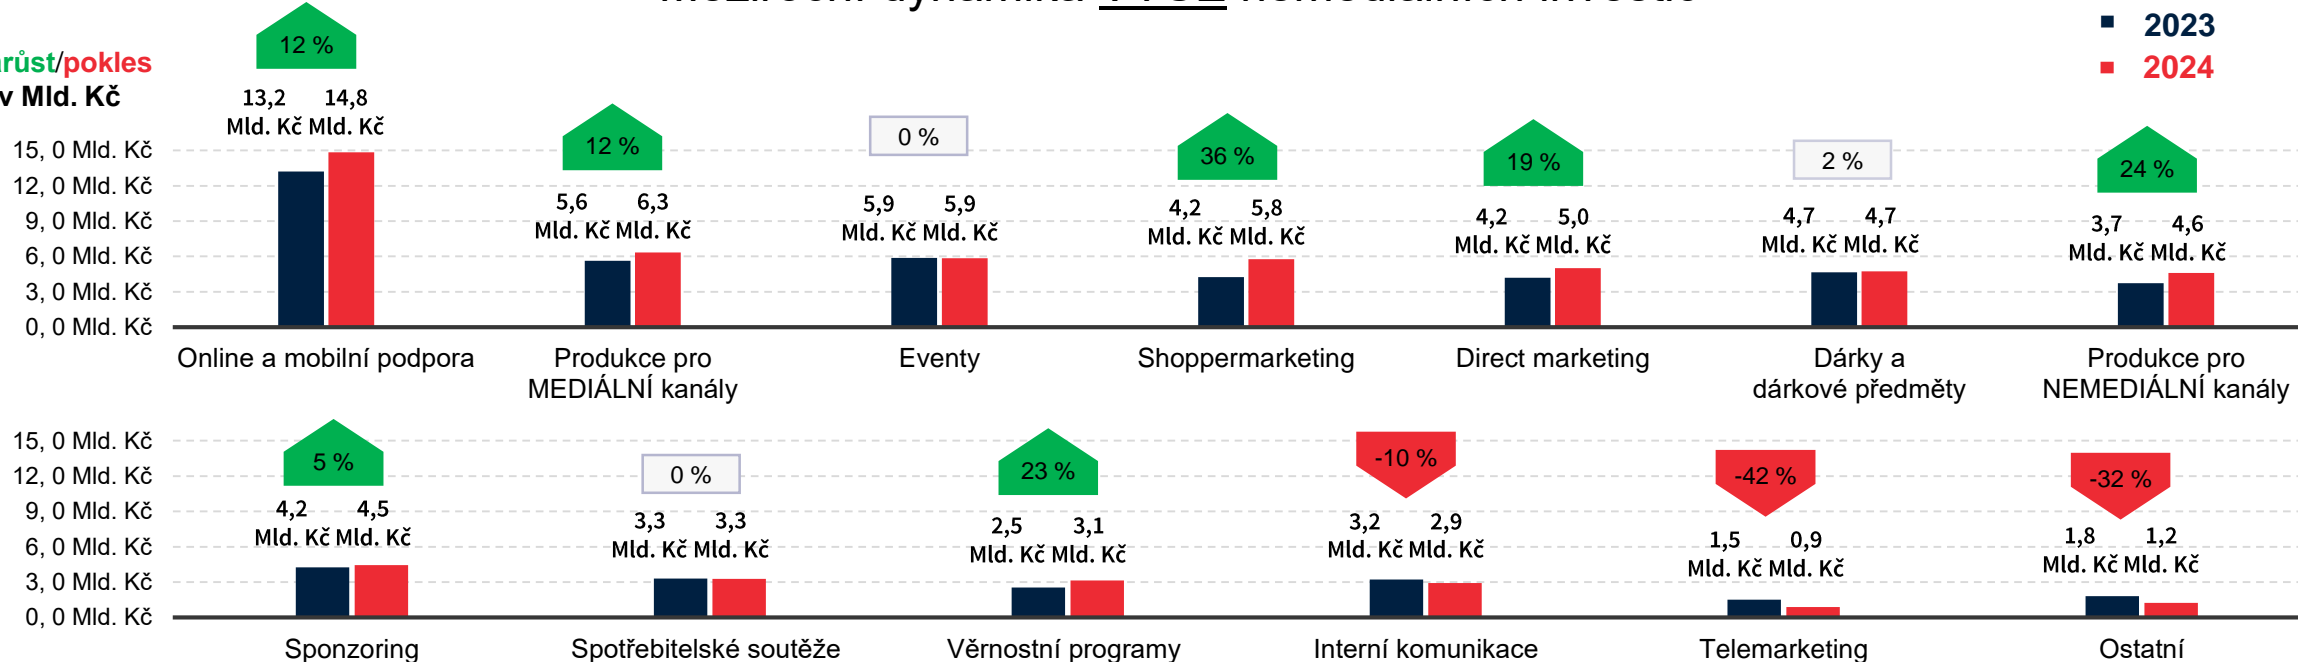 2023
2024
/pokles
v Mld. Kč
12 %
13,2 14,8
Mld. Kč Mld. Kč
12 %
5,6 6,3
Mld. Kč Mld. Kč
0 %
5,9 5,9
Mld. Kč Mld. Kč
36 %
4,2 5,8
Mld. Kč Mld. Kč
19 %
4,2 5,0
Mld. Kč Mld. Kč
2 %
4,7 4,7
Mld. Kč Mld. Kč
24 %
3,7 4,6
Mld. Kč Mld. Kč
15, 0 Mld. Kč
12, 0 Mld. Kč
9, 0 Mld. Kč
6, 0 Mld. Kč
3, 0 Mld. Kč
0, 0 Mld. Kč
Online a mobilní podpora
Produkce pro
MEDIÁLNÍ kanály
Eventy
Shoppermarketing
Direct marketing
Dárky a
dárkové předměty
Produkce pro
NEMEDIÁLNÍ kanály
5 %
4,2 4,5
Mld. Kč Mld. Kč
0 %
3,3 3,3
Mld. Kč Mld. Kč
23 %
2,5 3,1
Mld. Kč Mld. Kč
-10 %
3,2 2,9
Mld. Kč Mld. Kč
-42 %
1,5 0,9
Mld. Kč Mld. Kč
-32 %
1,8 1,2
Mld. Kč Mld. Kč
15, 0 Mld. Kč
12, 0 Mld. Kč
9, 0 Mld. Kč
6, 0 Mld. Kč
3, 0 Mld. Kč
0, 0 Mld. Kč
Sponzoring
Spotřebitelské soutěže
Věrnostní programy
Interní komunikace
Telemarketing
Ostatní